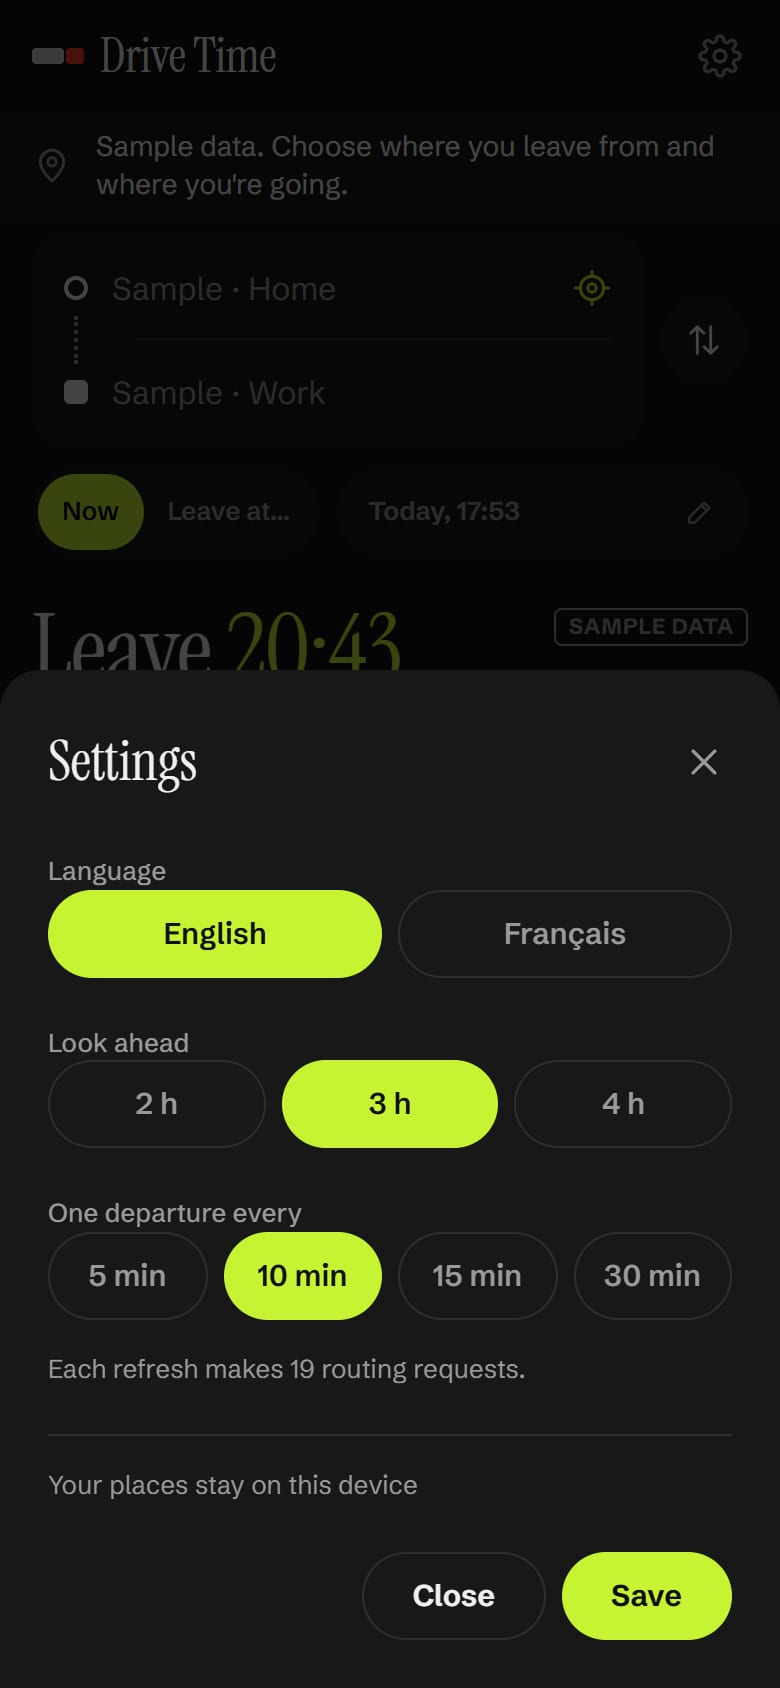 Drive Time
Sample data. Choose where you leave from and
where you're going.
Sample · Home
Sample · Work
Now
Leave at...
Today, 17:53
Leave 20:43
SAMPLE DATA
Settings
Language
English
Français
Look ahead
2 h
3 h
4 h
One departure every
5 min
10 min
15 min
30 min
Each refresh makes 19 routing requests.
Your places stay on this device
Close
Save